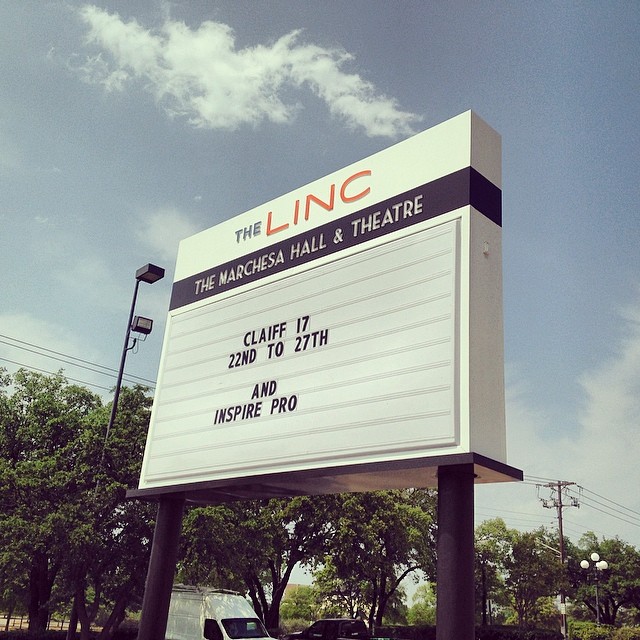 THE LINC
THE MARCHESA HALL & THEATRE
CLAIFF 17
22ND TO 27TH
AND
INSPIRE PRO